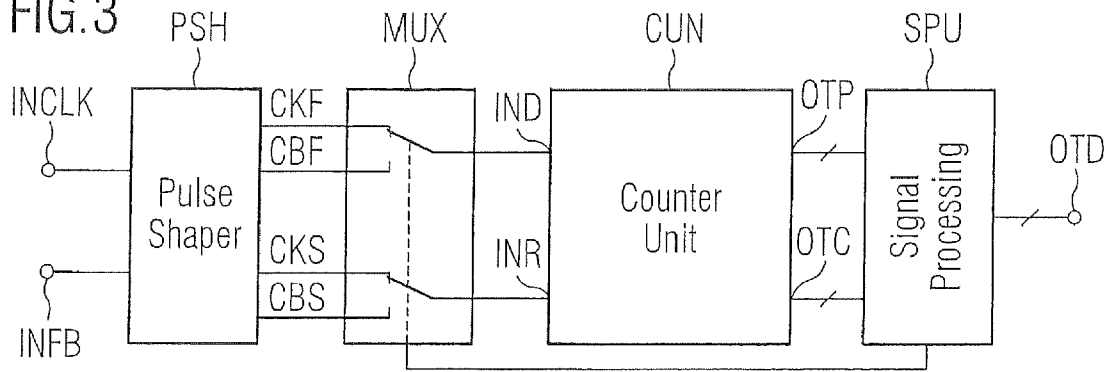 FIG.3
PSH
MUX
CUN
SPU
INCLK
CKF
CBF
IND
OTP
OTD
Pulse
Shaper
Counter
Unit
Signal
Processing
CKS
CBS
INR
OTC
INFB